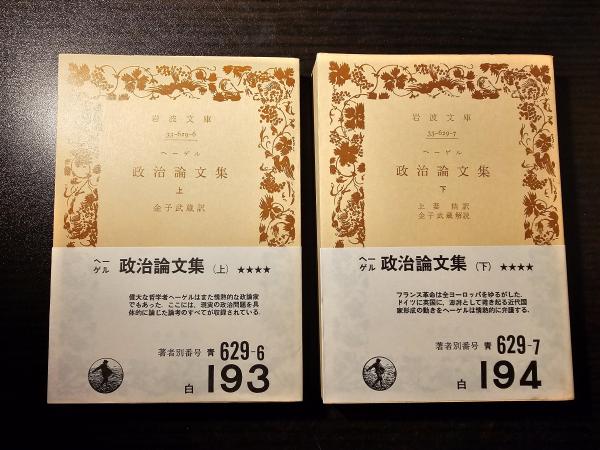 岩波文庫
33-629-6
ヘーゲル
政治論文集
上
金子武蔵訳
ヘーゲル 政治論文集 (上) ★★★★
偉大な哲学者ヘーゲルはまた情熱的な政論家
でもあった. ここには, 現実の政治問題を具
体的に論じた論考のすべてが収録されている.
著者別番号 青 629-6
白 193
岩波文庫
33-629-7
ヘーゲル
政治論文集
下
上妻 精訳
金子武蔵解説
ヘーゲル 政治論文集 (下) ★★★★
フランス革命は全ヨーロッパをゆるがした.
ドイツに英国に, 澎湃として湧き起る近代国
家形成の動きをヘーゲルは情熱的に弁護する.
著者別番号 青 629-7
白 194